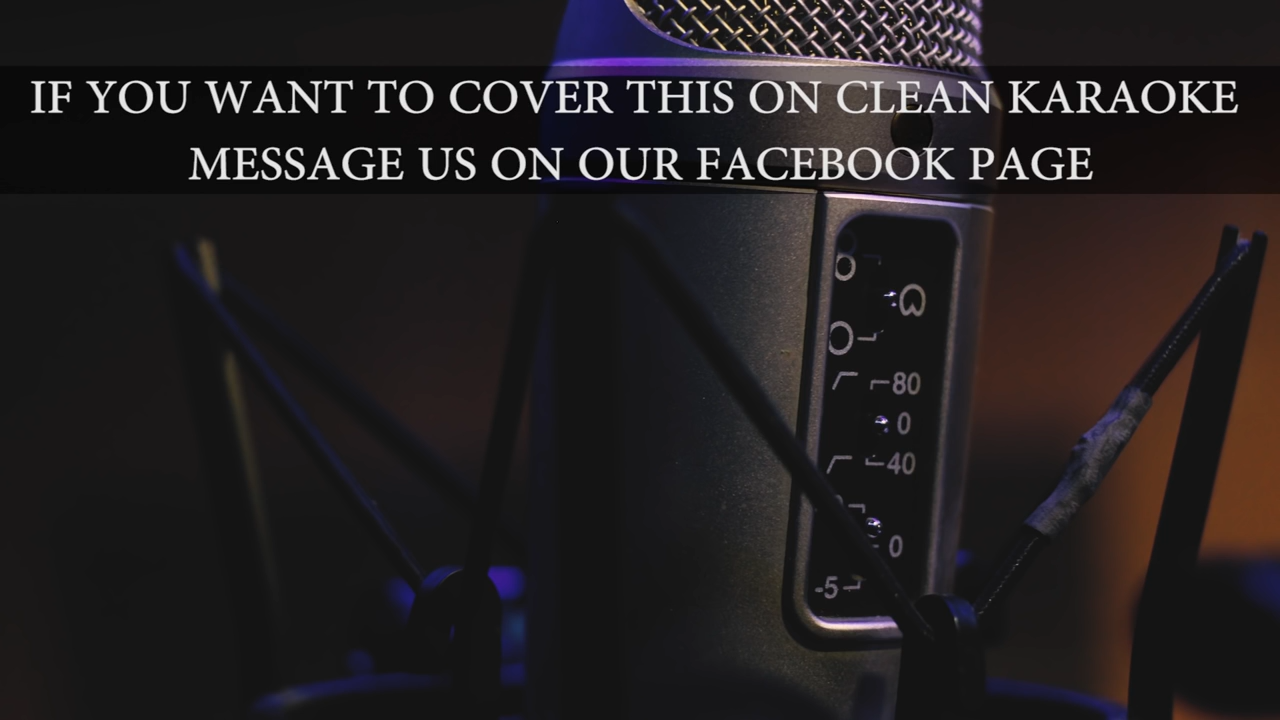 IF YOU WANT TO COVER THIS ON CLEAN KARAOKE
MESSAGE US ON OUR FACEBOOK PAGE
80
0
40
0
-5